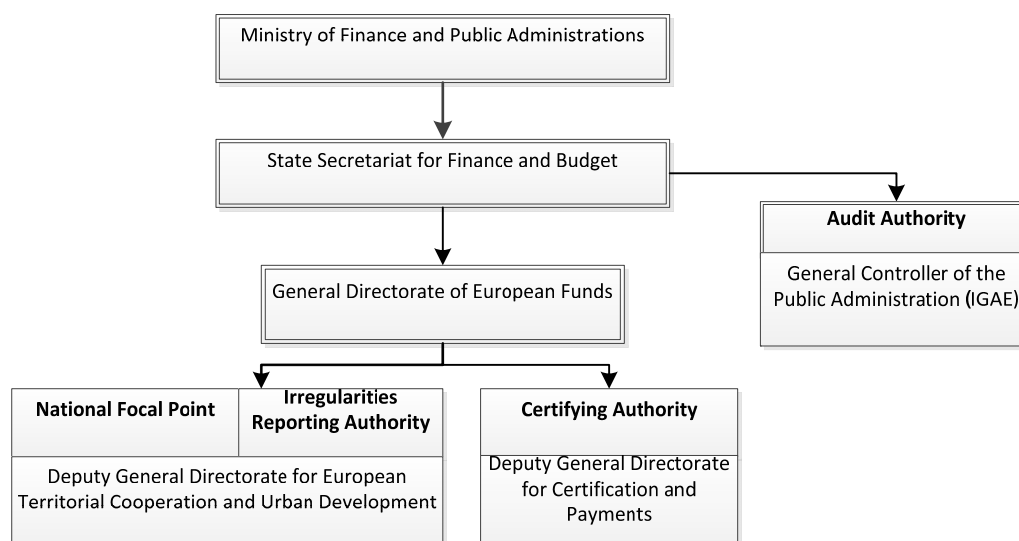 Ministry of Finance and Public Administrations
State Secretariat for Finance and Budget
Audit Authority
General Controller of the
Public Administration (IGAE)
General Directorate of European Funds
National Focal Point
Irregularities
Reporting Authority
Deputy General Directorate for European
Territorial Cooperation and Urban Development
Certifying Authority
Deputy General Directorate
for Certification and
Payments